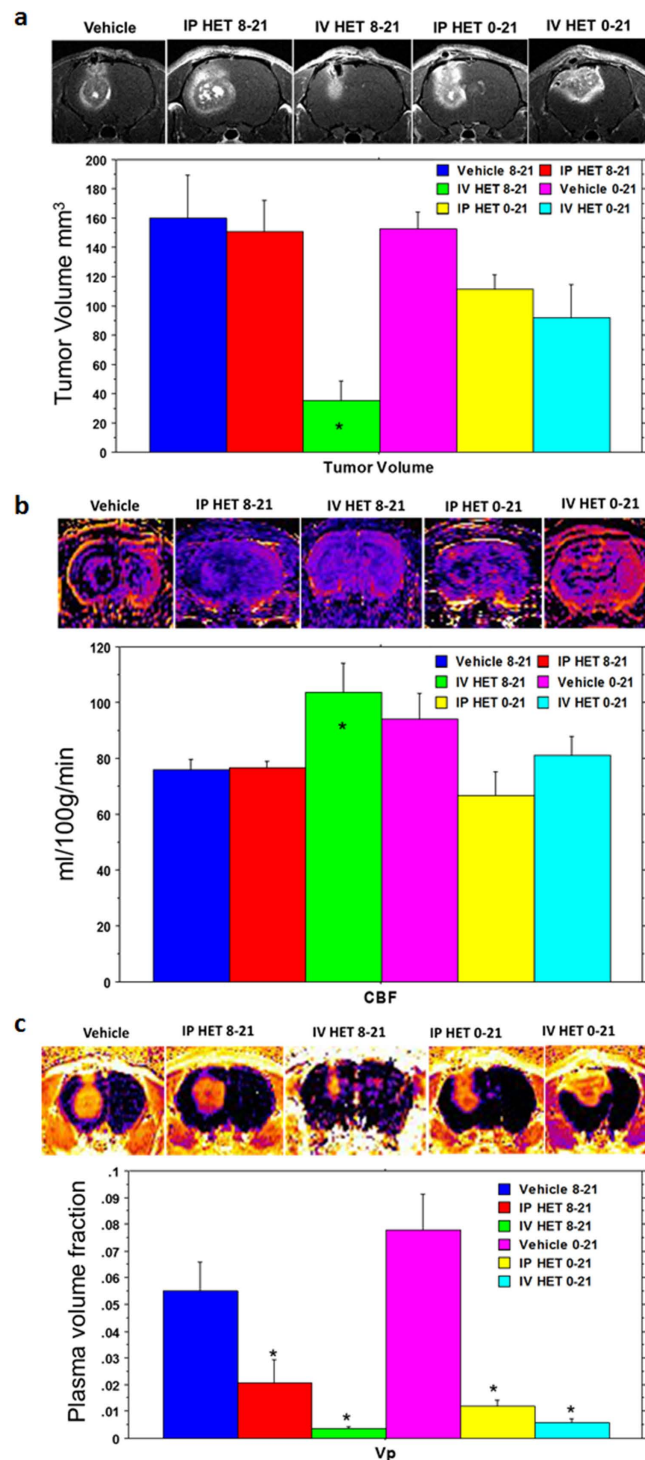 a
Vehicle IP HET 8-21 IV HET 8-21 IP HET 0-21 IV HET 0-21
Tumor Volume mm³
200
180
160
140
120
100
80
60
40
20
0
Vehicle 8-21 IP HET 8-21
IV HET 8-21 Vehicle 0-21
IP HET 0-21 IV HET 0-21
*
Tumor Volume
b
Vehicle IP HET 8-21 IV HET 8-21 IP HET 0-21 IV HET 0-21
ml/100g/min
120
100
80
60
40
20
0
Vehicle 8-21 IP HET 8-21
IV HET 8-21 Vehicle 0-21
IP HET 0-21 IV HET 0-21
*
CBF
c
Vehicle IP HET 8-21 IV HET 8-21 IP HET 0-21 IV HET 0-21
Plasma volume fraction
.1
.09
.08
.07
.06
.05
.04
.03
.02
.01
0
Vehicle 8-21
IP HET 8-21
IV HET 8-21
Vehicle 0-21
IP HET 0-21
IV HET 0-21
* * * *
Vp